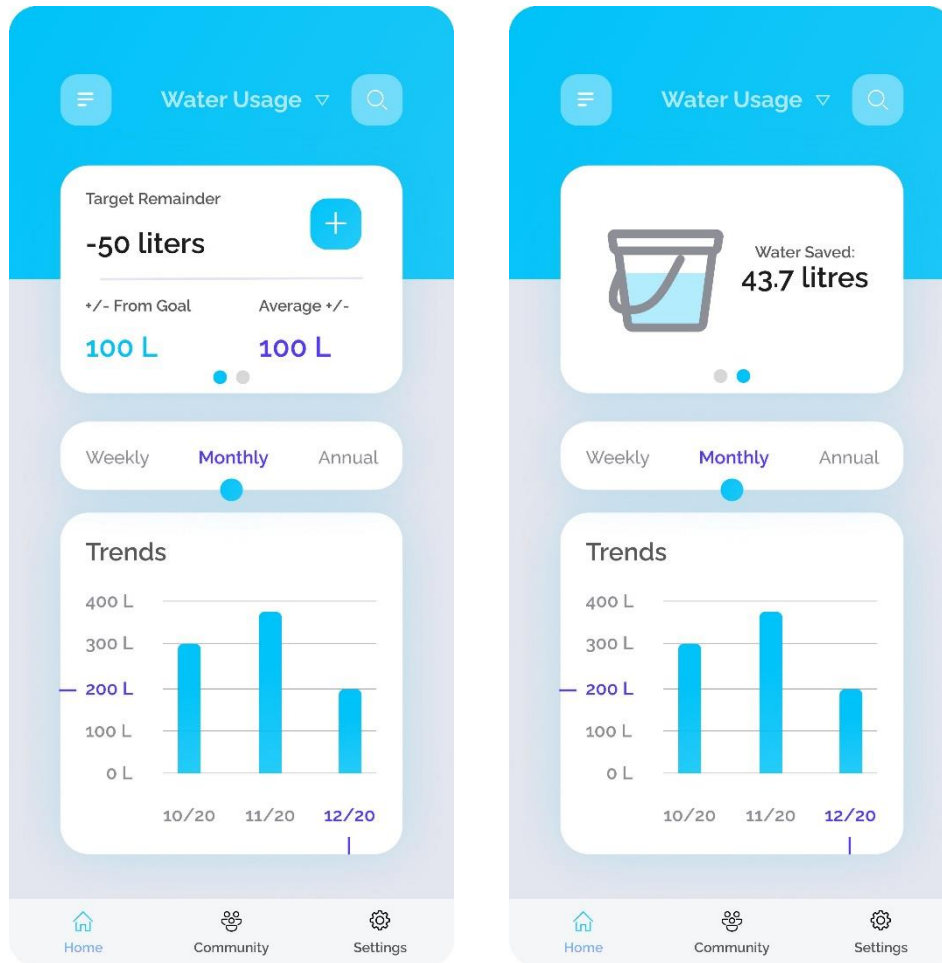 Water Usage
Target Remainder
-50 liters
+/- From Goal Average +/-
100 L 100 L
Weekly Monthly Annual
Trends
400 L
300 L
200 L
100 L
0 L
10/20 11/20 12/20
Home Community Settings
Water Usage
Water Saved:
43.7 litres
Weekly Monthly Annual
Trends
400 L
300 L
200 L
100 L
0 L
10/20 11/20 12/20
Home Community Settings